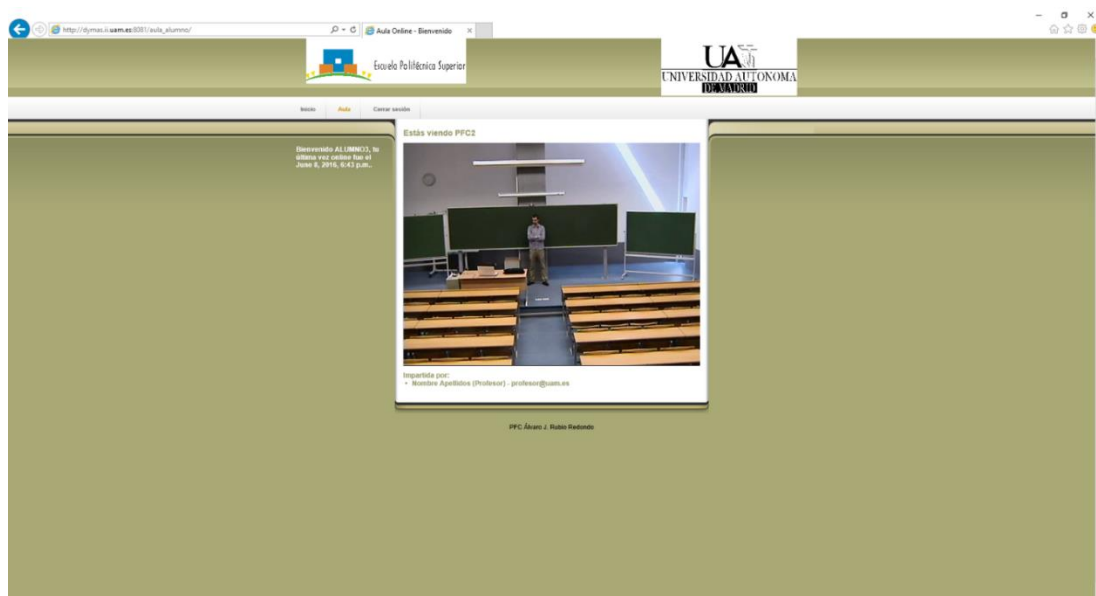 http://dymas.ii.uam.es:8081/aula_alumno/
Aula Online - Bienvenido
Escuela Politécnica Superior
UA
UNIVERSIDAD AUTONOMA
DE MADRID
Inicio Aula Cerrar sesión
Estás viendo PFC2
Bienvenido ALUMNO3, tu
última vez online fue el
June 8, 2016, 6:43 p.m..
Impartida por:
Nombre Apellidos (Profesor) - profesor@uam.es
PFC Álvaro J. Rubio Redondo